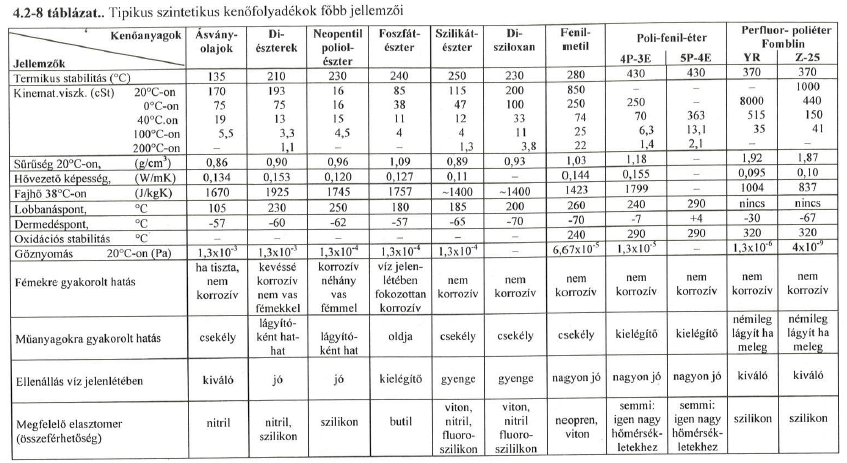 4.2-8 táblázat.. Tipikus szintetikus kenőfolyadékok főbb jellemzői
Kenőanyagok Jellemzők Ásvány-olajok Di-észterek Neopentil poliol-észter Foszfát-észter Szilikát-észter Di-sziloxan Fenil-metil Poli-fenil-éter 4P-3E 5P-4E Perfluor- poliéter Fomblin YR Z-25
Termikus stabilitás (°C) 135 210 230 240 250 230 280 430 430 370 370
Kinemat.viszk. (cSt) 20°C-on 170 193 16 85 115 200 850 – – – 1000
0°C-on 75 75 16 38 47 100 250 250 – 8000 440
40°C.on 19 13 15 11 12 33 74 70 363 515 150
100°C-on 5,5 3,3 4,5 4 4 11 25 6,3 13,1 35 41
200°C-on – 1,1 – 1,3 3,8 22 1,4 2,1
Sűrűség 20°C-on, (g/cm³) 0,86 0,90 0,96 1,09 0,89 0,93 1,03 1,18 – 1,92 1,87
Hővezető képesség, (W/mK) 0,134 0,153 0,120 0,127 0,11 – 0,144 0,155 – 0,095 0,10
Fajhő 38°C-on (J/kgK) 1670 1925 1745 1757 ~1400 ~1400 1423 1799 – 1004 837
Lobbanáspont, °C 105 230 250 180 185 200 260 240 290 nincs nincs
Dermedéspont, °C -57 -60 -62 -57 -65 -70 -70 -7 +4 -30 -67
Oxidációs stabilitás °C – – – – – – 240 290 290 320 320
Gőznyomás 20°C-on (Pa) 1,3x10⁻³ 1,3x10⁻³ 1,3x10⁻⁴ 1,3x10⁻⁴ 1,3x10⁻⁴ – 6,67x10⁻⁵ 1,3x10⁻⁵ – 1,3x10⁻⁶ 4x10⁻⁹
Fémekre gyakorolt hatás ha tiszta, nem korrozív kevéssé korrozív nem vas fémekkel korrozív néhány vas fémmel víz jelen-létében fokozottan korrozív nem korrozív nem korrozív nem korrozív nem korrozív nem korrozív nem korrozív nem korrozív
Műanyagokra gyakorolt hatás csekély lágyító-ként hat-hat lágyító-ként hat oldja csekély csekély csekély kielégítő kielégítő némileg lágyít ha meleg némileg lágyít ha meleg
Ellenállás víz jelenlétében kiváló jó jó kielégítő gyenge gyenge nagyon jó nagyon jó nagyon jó kiváló kiváló
Megfelelő elasztomer (összeférhetőség) nitril nitril, szilikon szilikon butil viton, nitril, fluoro-szilikon viton, nitril fluoro-szililoxan neopren, viton semmi: igen nagy hőmérsék-letekhez semmi: igen nagy hőmérsék-letekhez szilikon szilikon